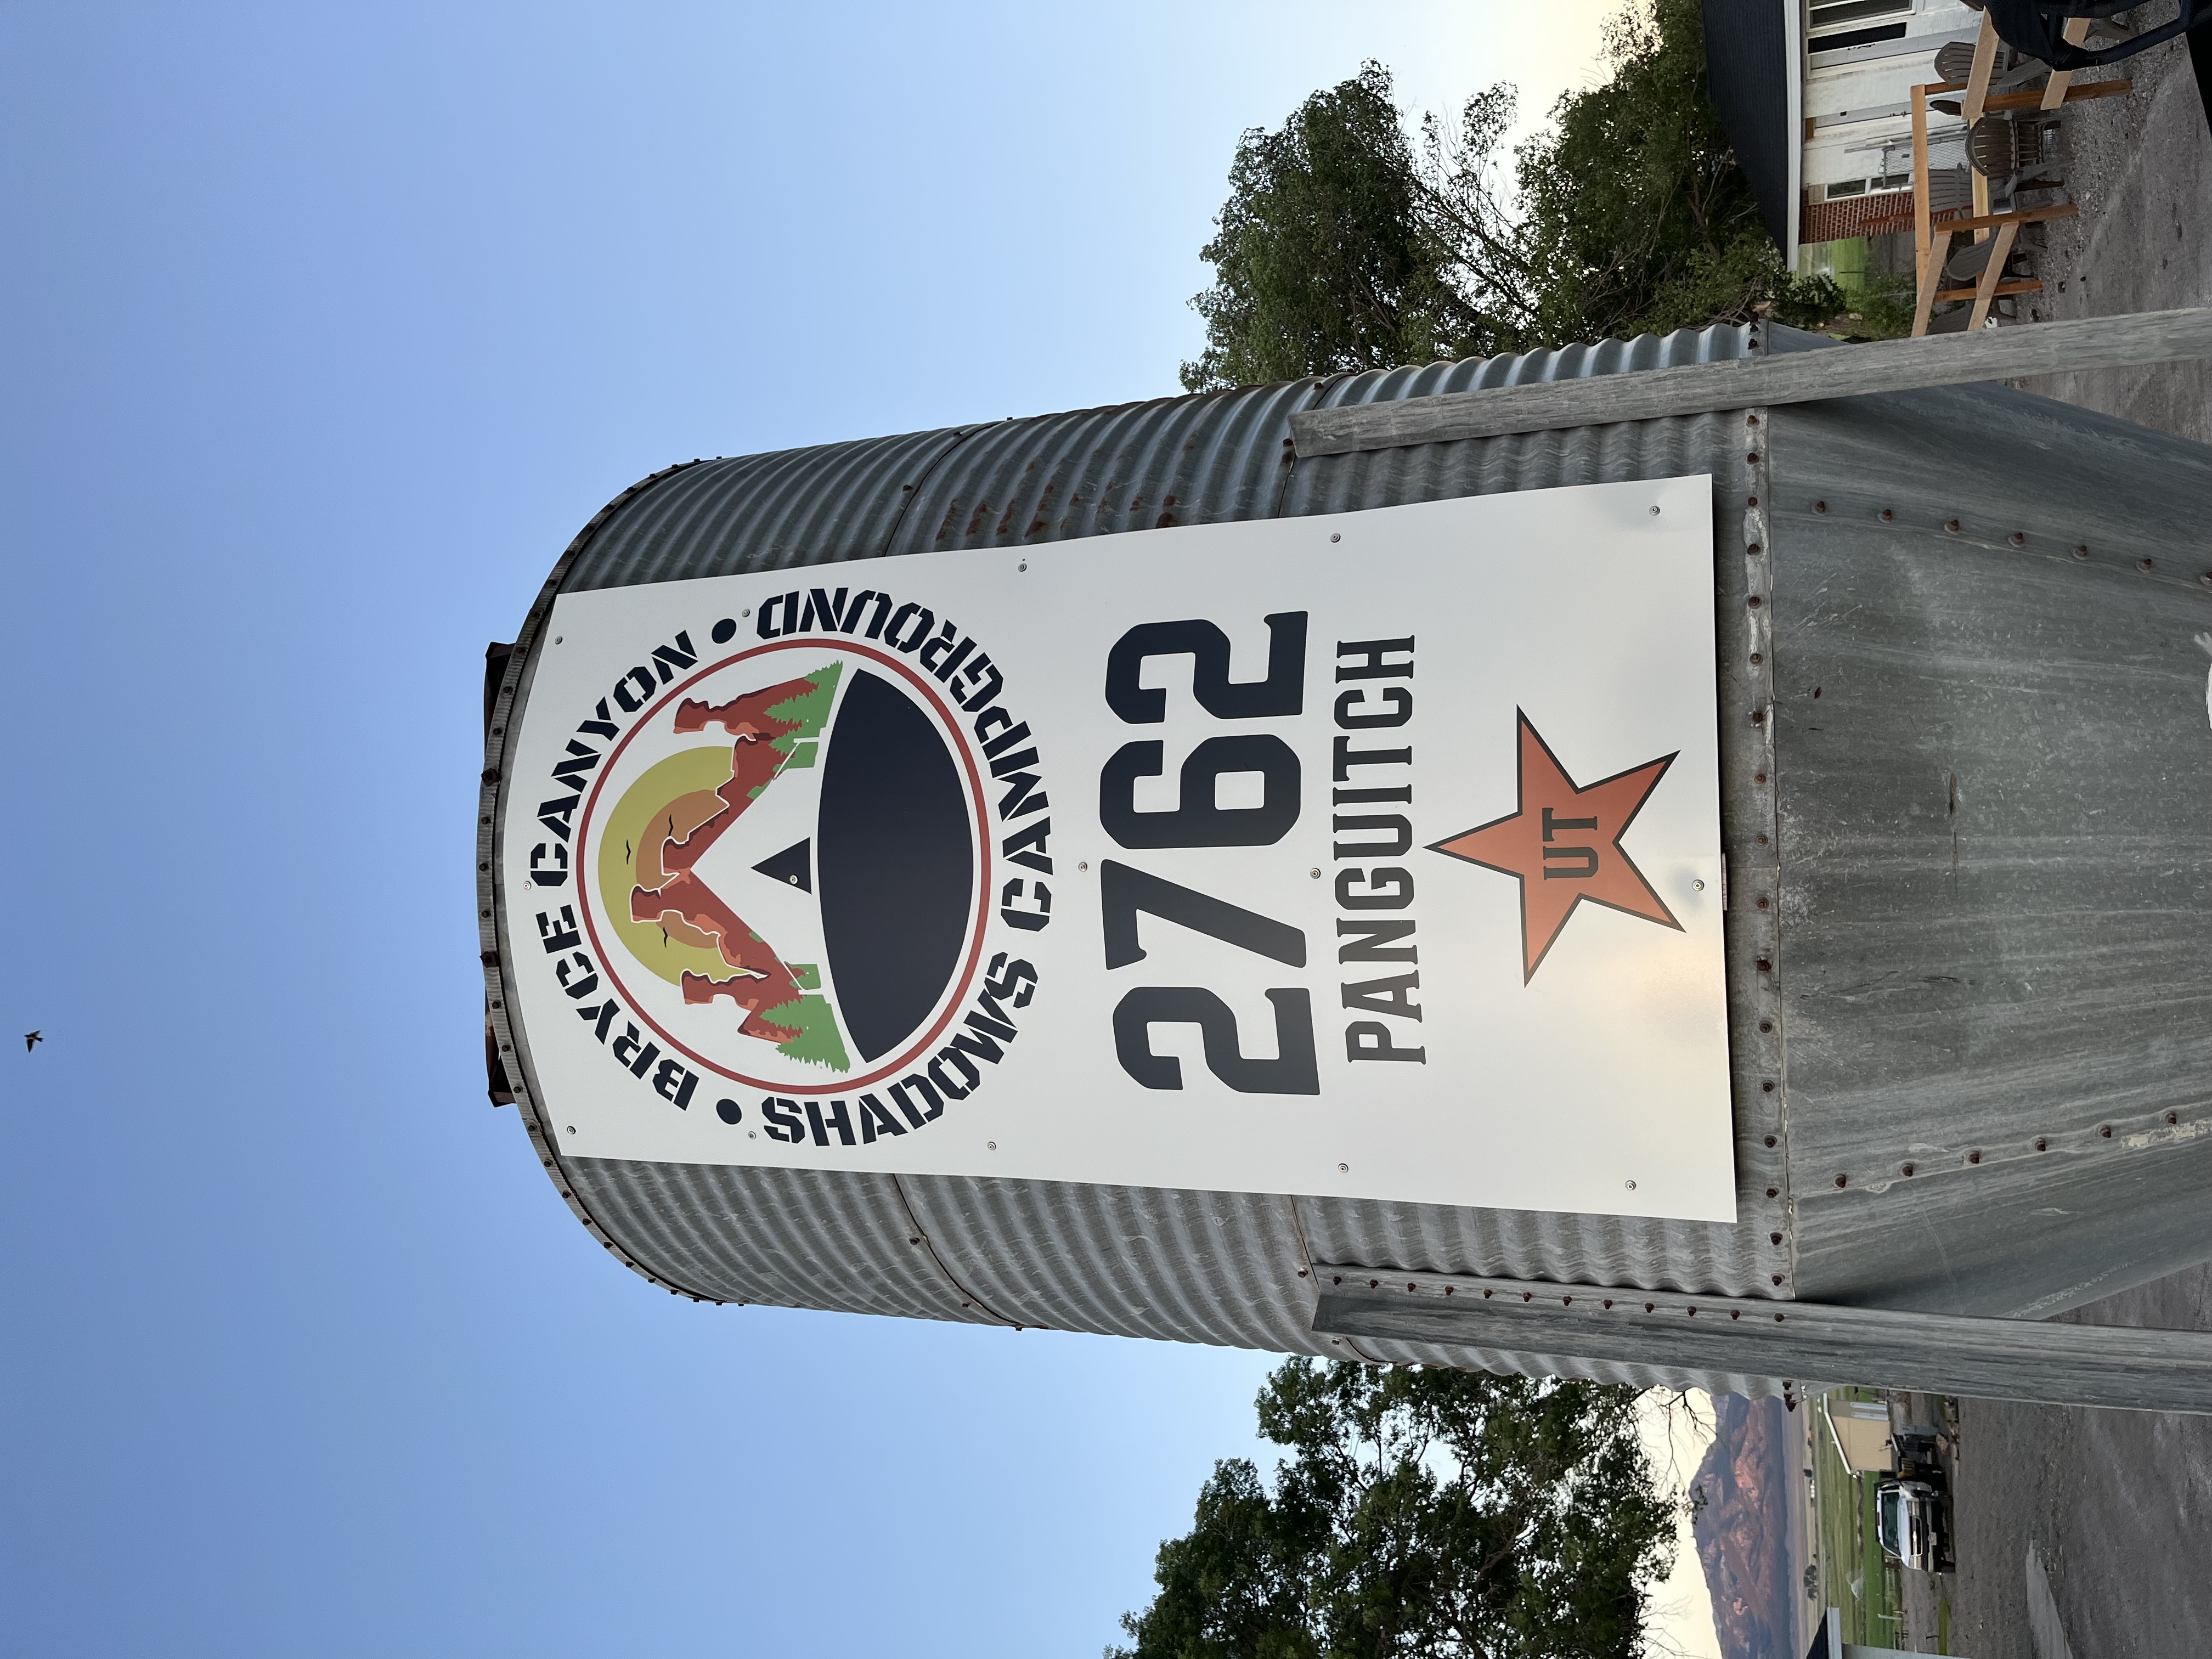 BRYCE CANYON
• SHADOWS CAMPGROUND •
2762
PANGUITCH
UT